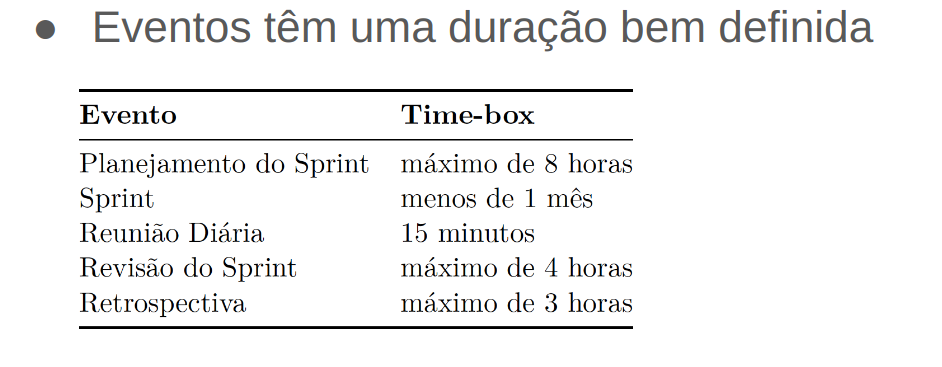 ● Eventos têm uma duração bem definida
Evento Time-box
Planejamento do Sprint máximo de 8 horas
Sprint menos de 1 mês
Reunião Diária 15 minutos
Revisão do Sprint máximo de 4 horas
Retrospectiva máximo de 3 horas